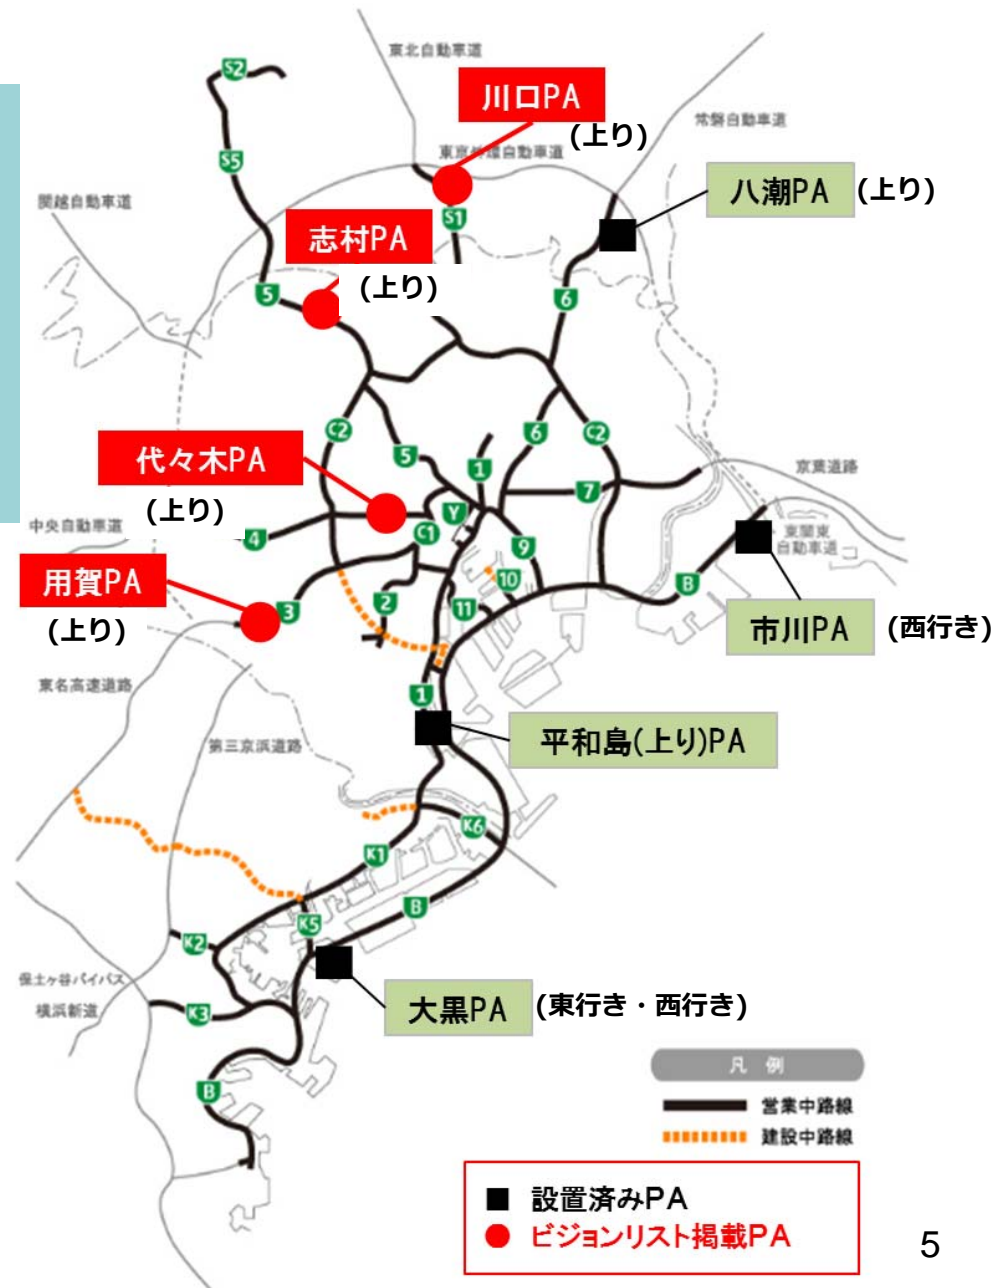 東北自動車道
S2
川口PA
(上り)
常磐自動車道
東京外環自動車道
S5
八潮PA (上り)
関越自動車道
S1
志村PA
(上り)
5
6
C2
6
C2
5
1
代々木PA
(上り)
7
京葉道路
Y
中央自動車道
4
C1
9
東関東
自動車道
用賀PA
(上り)
3
2
10
11
B
市川PA (西行き)
東名高速道路
1
第三京浜道路
平和島(上り)PA
K6
K1
B
K5
K2
保土ヶ谷バイパス
横浜新道
K3
大黒PA (東行き・西行き)
B
凡 例
営業中路線
建設中路線
■ 設置済みPA
● ビジョンリスト掲載PA
5